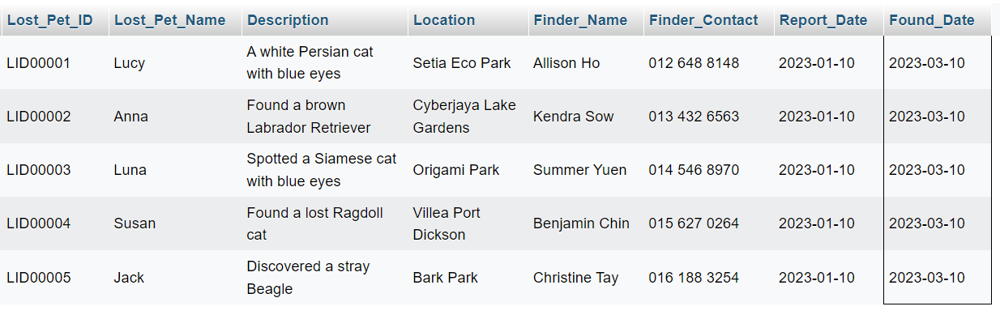 Lost_Pet_ID Lost_Pet_Name Description Location Finder_Name Finder_Contact Report_Date Found_Date
LID00001 Lucy A white Persian cat with blue eyes Setia Eco Park Allison Ho 012 648 8148 2023-01-10 2023-03-10
LID00002 Anna Found a brown Labrador Retriever Cyberjaya Lake Gardens Kendra Sow 013 432 6563 2023-01-10 2023-03-10
LID00003 Luna Spotted a Siamese cat with blue eyes Origami Park Summer Yuen 014 546 8970 2023-01-10 2023-03-10
LID00004 Susan Found a lost Ragdoll cat Villea Port Dickson Benjamin Chin 015 627 0264 2023-01-10 2023-03-10
LID00005 Jack Discovered a stray Beagle Bark Park Christine Tay 016 188 3254 2023-01-10 2023-03-10